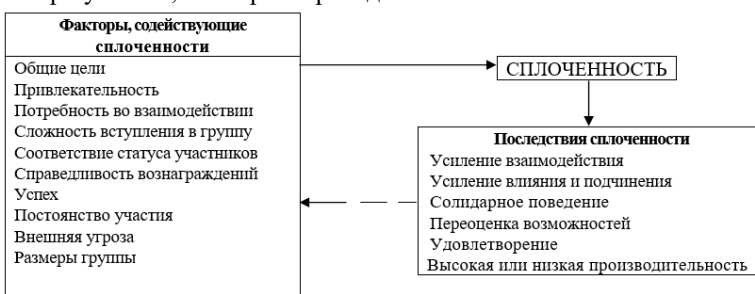 Факторы, содействующие
сплоченности
Общие цели
Привлекательность
Потребность во взаимодействии
Сложность вступления в группу
Соответствие статуса участников
Справедливость вознаграждений
Успех
Постоянство участия
Внешняя угроза
Размеры группы
СПЛОЧЕННОСТЬ
Последствия сплоченности
Усиление взаимодействия
Усиление влияния и подчинения
Солидарное поведение
Переоценка возможностей
Удовлетворение
Высокая или низкая производительность